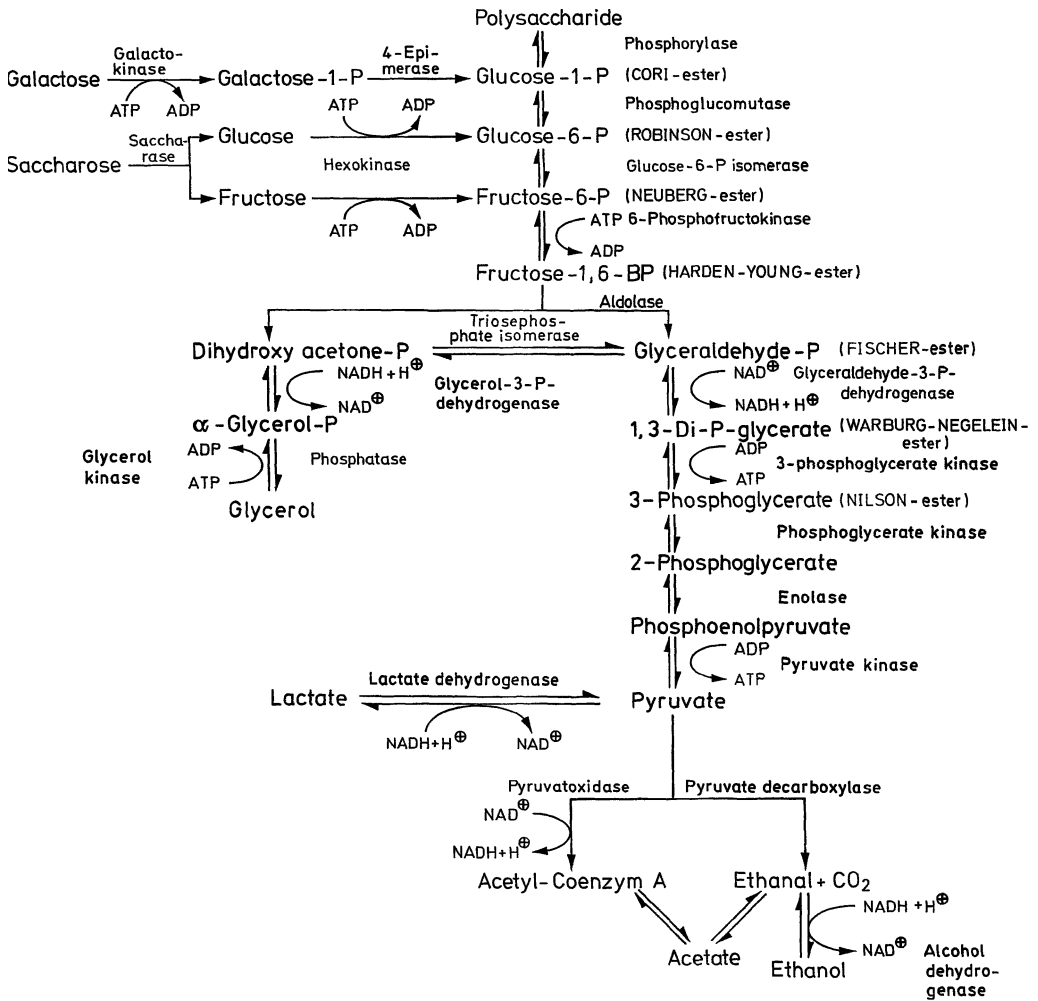 Polysaccharide
Phosphorylase
Galacto-
kinase
4-Epi-
merase
Galactose
Galactose-1-P
Glucose-1-P (CORI-ester)
ATP
ADP
ATP
ADP
Phosphoglucomutase
Saccha-
rase
Glucose
Glucose-6-P (ROBINSON-ester)
Saccharose
Hexokinase
Glucose-6-P isomerase
Fructose
Fructose-6-P (NEUBERG-ester)
ATP
ADP
ATP 6-Phosphofructokinase
ADP
Fructose-1,6-BP (HARDEN-YOUNG-ester)
Aldolase
Triosephos-
phate isomerase
Dihydroxy acetone-P
Glyceraldehyde-P (FISCHER-ester)
NADH+H⊕
NAD⊕
Glycerol-3-P-
dehydrogenase
NAD⊕ Glyceraldehyde-3-P-
dehydrogenase
NADH+H⊕
α-Glycerol-P
1,3-Di-P-glycerate (WARBURG-NEGELEIN-
ester)
Glycerol
kinase
ADP
ATP
Phosphatase
ADP
3-phosphoglycerate kinase
ATP
Glycerol
3-Phosphoglycerate (NILSON-ester)
Phosphoglycerate kinase
2-Phosphoglycerate
Enolase
Phosphoenolpyruvate
ADP
Pyruvate kinase
ATP
Lactate dehydrogenase
Lactate
Pyruvate
NADH+H⊕
NAD⊕
Pyruvatoxidase
Pyruvate decarboxylase
NAD⊕
NADH+H⊕
Acetyl-Coenzym A
Ethanal+CO2
NADH+H⊕
NAD⊕
Alcohol
dehydro-
genase
Acetate
Ethanol